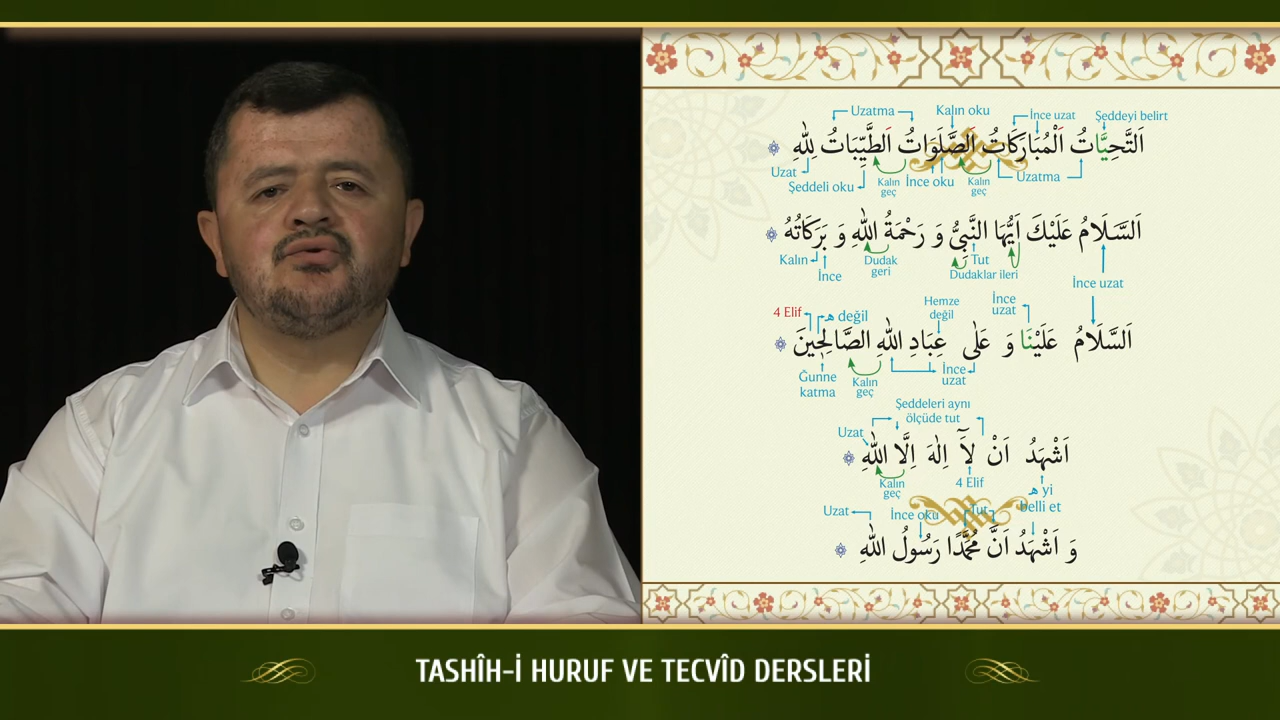 Uzatma Kalın oku İnce uzat Şeddeyi belirt
اَلتَّحِيَّاتُ اَلْمُبَارَكَاتُ اَلصَّلَوَاتُ اَلطَّيِّبَاتُ لِلّٰهِ
Uzat Şeddeli oku Kalın geç İnce oku Kalın geç Uzatma
اَلسَّلَامُ عَلَيْكَ اَيُّهَا النَّبِيُّ وَ رَحْمَةُ اللّٰهِ وَ بَرَكَاتُهُ
Kalın İnce Dudak geri Tut Dudaklar ileri
İnce uzat
4 Elif ھ değil Hemze değil İnce uzat
اَلسَّلَامُ عَلَيْنَا وَ عَلٰى عِبَادِ اللّٰهِ الصَّالِحِينَ
Ğunne katma Kalın geç İnce uzat
Şeddeleri aynı ölçüde tut
Uzat
اَشْهَدُ اَنْ لَٓا اِلٰهَ اِلَّا اللّٰهُ
Kalın geç 4 Elif ھ yi belli et
Uzat İnce oku Tut
وَ اَشْهَدُ اَنَّ مُحَمَّدًا رَسُولُ اللّٰهِ
TASHÎH-İ HURUF VE TECVÎD DERSLERİ